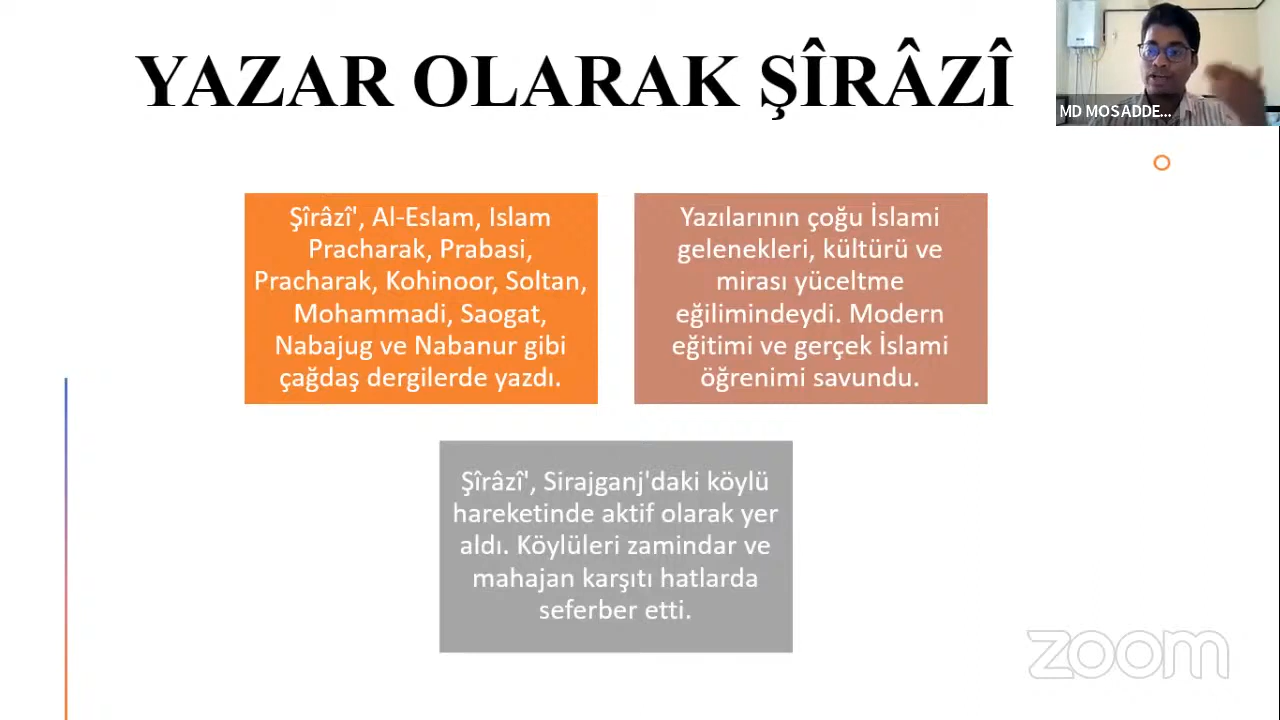 YAZAR OLARAK ŞÎRÂZÎ
MD MOSADDE...
Şîrâzî', Al-Eslam, Islam
Pracharak, Prabasi,
Pracharak, Kohinoor, Soltan,
Mohammadi, Saogat,
Nabajug ve Nabanur gibi
çağdaş dergilerde yazdı.
Yazılarının çoğu İslami
gelenekleri, kültürü ve
mirası yüceltme
eğilimindeydi. Modern
eğitimi ve gerçek İslami
öğrenimi savundu.
Şîrâzî', Sirajganj'daki köylü
hareketinde aktif olarak yer
aldı. Köylüleri zamindar ve
mahajan karşıtı hatlarda
seferber etti.
zoom